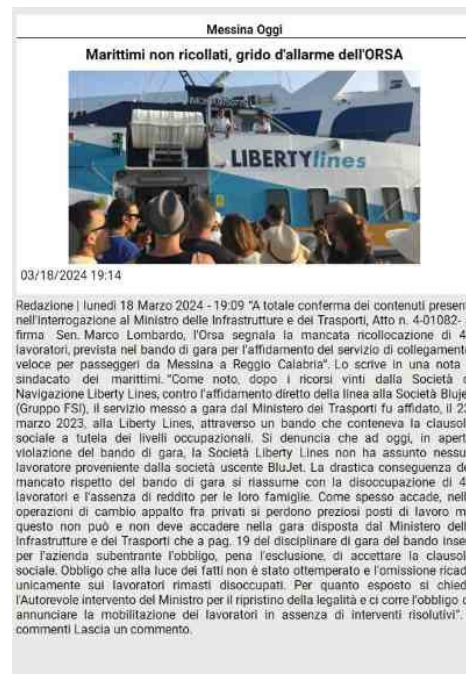 Messina Oggi
Marittimi non ricollati, grido d'allarme dell'ORSA
LIBERTYlines
03/18/2024 19:14
Redazione | lunedì 18 Marzo 2024 - 19:09 "A totale conferma dei contenuti present
nell'interrogazione al Ministro delle Infrastrutture e dei Trasporti, Atto n. 4-01082-
firma Sen. Marco Lombardo, l'Orsa segnala la mancata ricollocazione di 4
lavoratori, prevista nel bando di gara per l'affidamento del servizio di collegament
veloce per passeggeri da Messina a Reggio Calabria". Lo scrive in una nota
sindacato dei marittimi. "Come noto, dopo i ricorsi vinti dalla Società
Navigazione Liberty Lines, contro l'affidamento diretto della linea alla Società Bluje
(Gruppo FSI), il servizio messo a gara dal Ministero dei Trasporti fu affidato, il 2
marzo 2023, alla Liberty Lines, attraverso un bando che conteneva la clausol
sociale a tutela dei livelli occupazionali. Si denuncia che ad oggi, in apert
violazione del bando di gara, la Società Liberty Lines non ha assunto nessu
lavoratore proveniente dalla società uscente BluJet. La drastica conseguenza de
mancato rispetto del bando di gara si riassume con la disoccupazione di 4
lavoratori e l'assenza di reddito per le loro famiglie. Come spesso accade, nell
operazioni di cambio appalto fra privati si perdono preziosi posti di lavoro m
questo non può e non deve accadere nella gara disposta dal Ministero dell
Infrastrutture e dei Trasporti che a pag. 19 del disciplinare di gara del bando inse
per l'azienda subentrante l'obbligo, pena l'esclusione, di accettare la clausol
sociale. Obbligo che alla luce dei fatti non è stato ottemperato e l'omissione ricad
unicamente sui lavoratori rimasti disoccupati. Per quanto esposto si chied
l'Autorevole intervento del Ministro per il ripristino della legalità e ci corre l'obbligo
annunciare la mobilitazione dei lavoratori in assenza di interventi risolutivi".
commenti Lascia un commento.